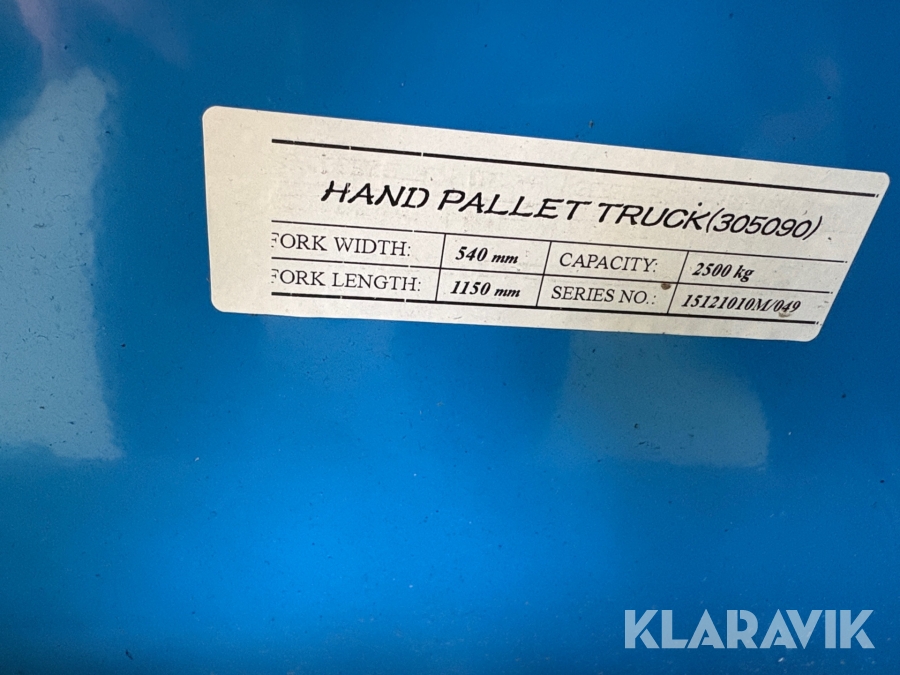 HAND PALLET TRUCK(305090)
FORK WIDTH: 540 mm CAPACITY: 2500 kg
FORK LENGTH: 1150 mm SERIES NO.: 15121010M/049
KLARAVIK